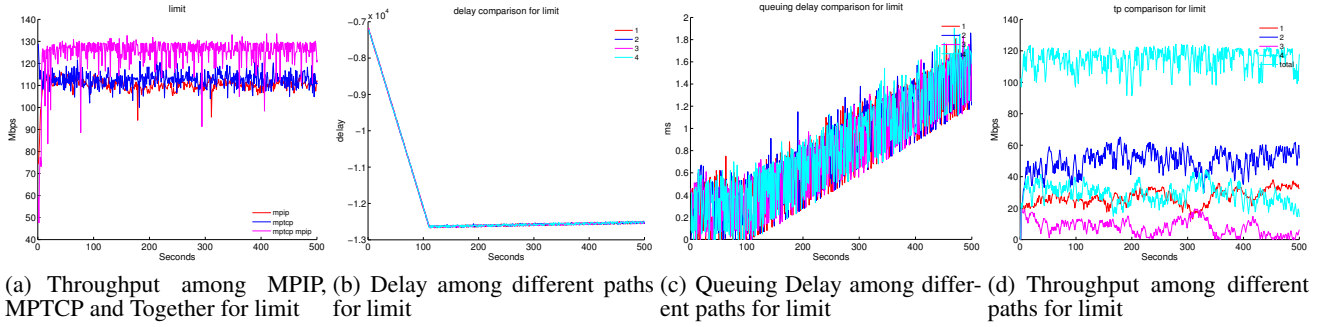 limit
140
130
120
110
100
90
80
70
60
50
40
Mbps
0
100
200
300
400
500
Seconds
mpip
mptcp
mptcp mpip
(a) Throughput among MPIP,
MPTCP and Together for limit
x 10⁴
delay comparison for limit
−0.7
−0.8
−0.9
−1
−1.1
−1.2
−1.3
delay
0
100
200
300
400
500
Seconds
1
2
3
4
(b) Delay among different paths
for limit
queuing delay comparison for limit
2
1.8
1.6
1.4
1.2
1
0.8
0.6
0.4
0.2
0
ms
0
100
200
300
400
500
Seconds
1
2
3
4
(c) Queuing Delay among differ-
ent paths for limit
tp comparison for limit
140
120
100
80
60
40
20
0
Mbps
0
100
200
300
400
500
Seconds
1
2
3
4
total
(d) Throughput among different
paths for limit